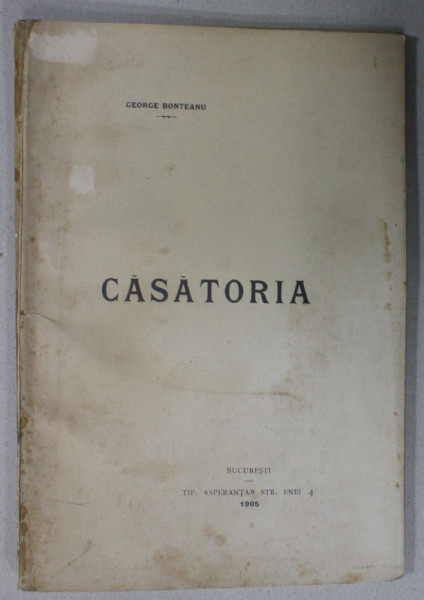 GEORGE BONTEANU
CĂSĂTORIA
BUCUREȘTI
TIP. «SPERANȚA» STR. ENEI 4
1905